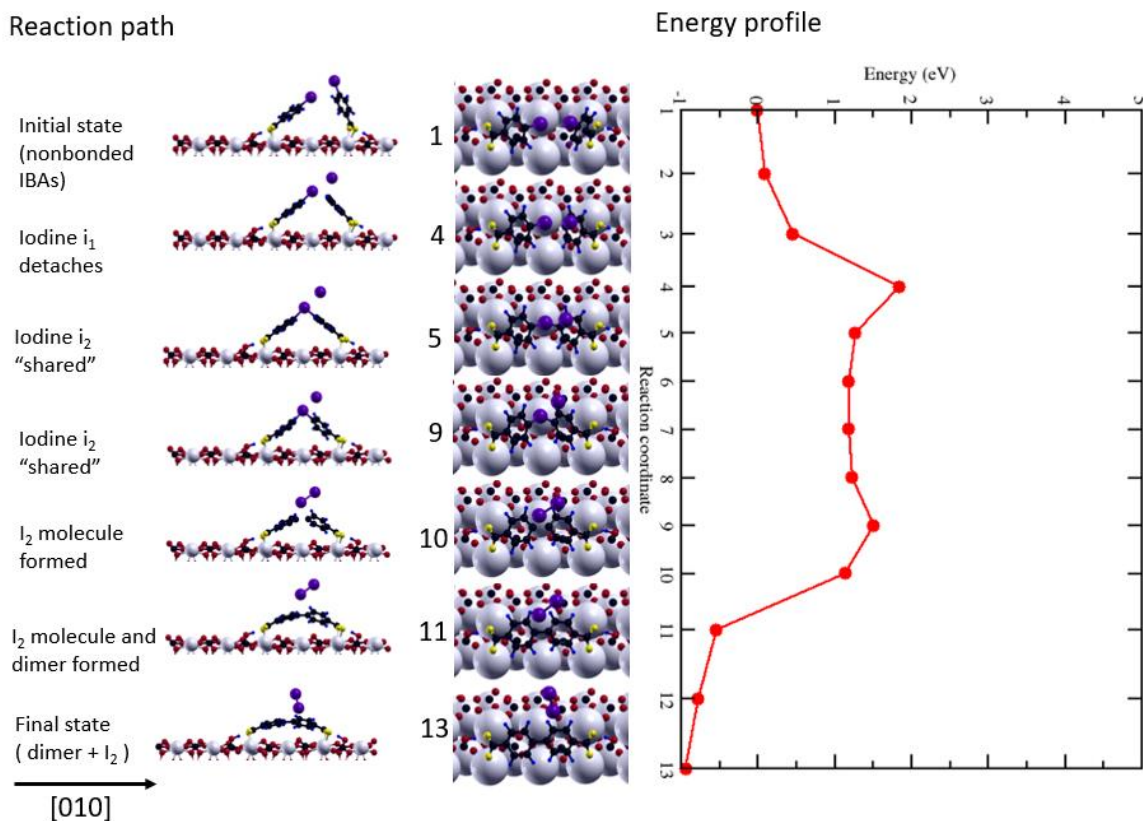 Reaction path
Energy profile
Initial state
(nonbonded
IBAs)
Iodine i₁
detaches
Iodine i₂
“shared”
Iodine i₂
“shared”
I₂ molecule
formed
I₂ molecule and
dimer formed
Final state
( dimer + I₂ )
[010]
1
4
5
9
10
11
13
Energy (eV)
-1 0 1 2 3 4 5
1
2
3
4
5
6
7
8
9
10
11
12
13
Reaction coordinate